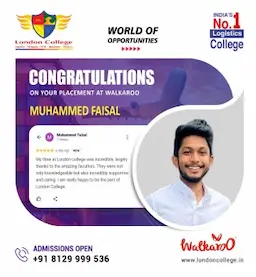 London College
WORLD OF
OPPORTUNITIES
INDIA'S
No.1
Logistics
College
CONGRATULATIONS
ON YOUR PLACEMENT AT WALKAROO
MUHAMMED FAISAL
M
Muhammed Faisal
My time at London college was incredible, largely
thanks to the amazing faculties. They were not
only knowledgeable but also incredibly supportive
and caring. I am really happy to be the part of
London College.
ADMISSIONS OPEN
+91 8129 999 536
WalkaroO
www.londoncollege.in